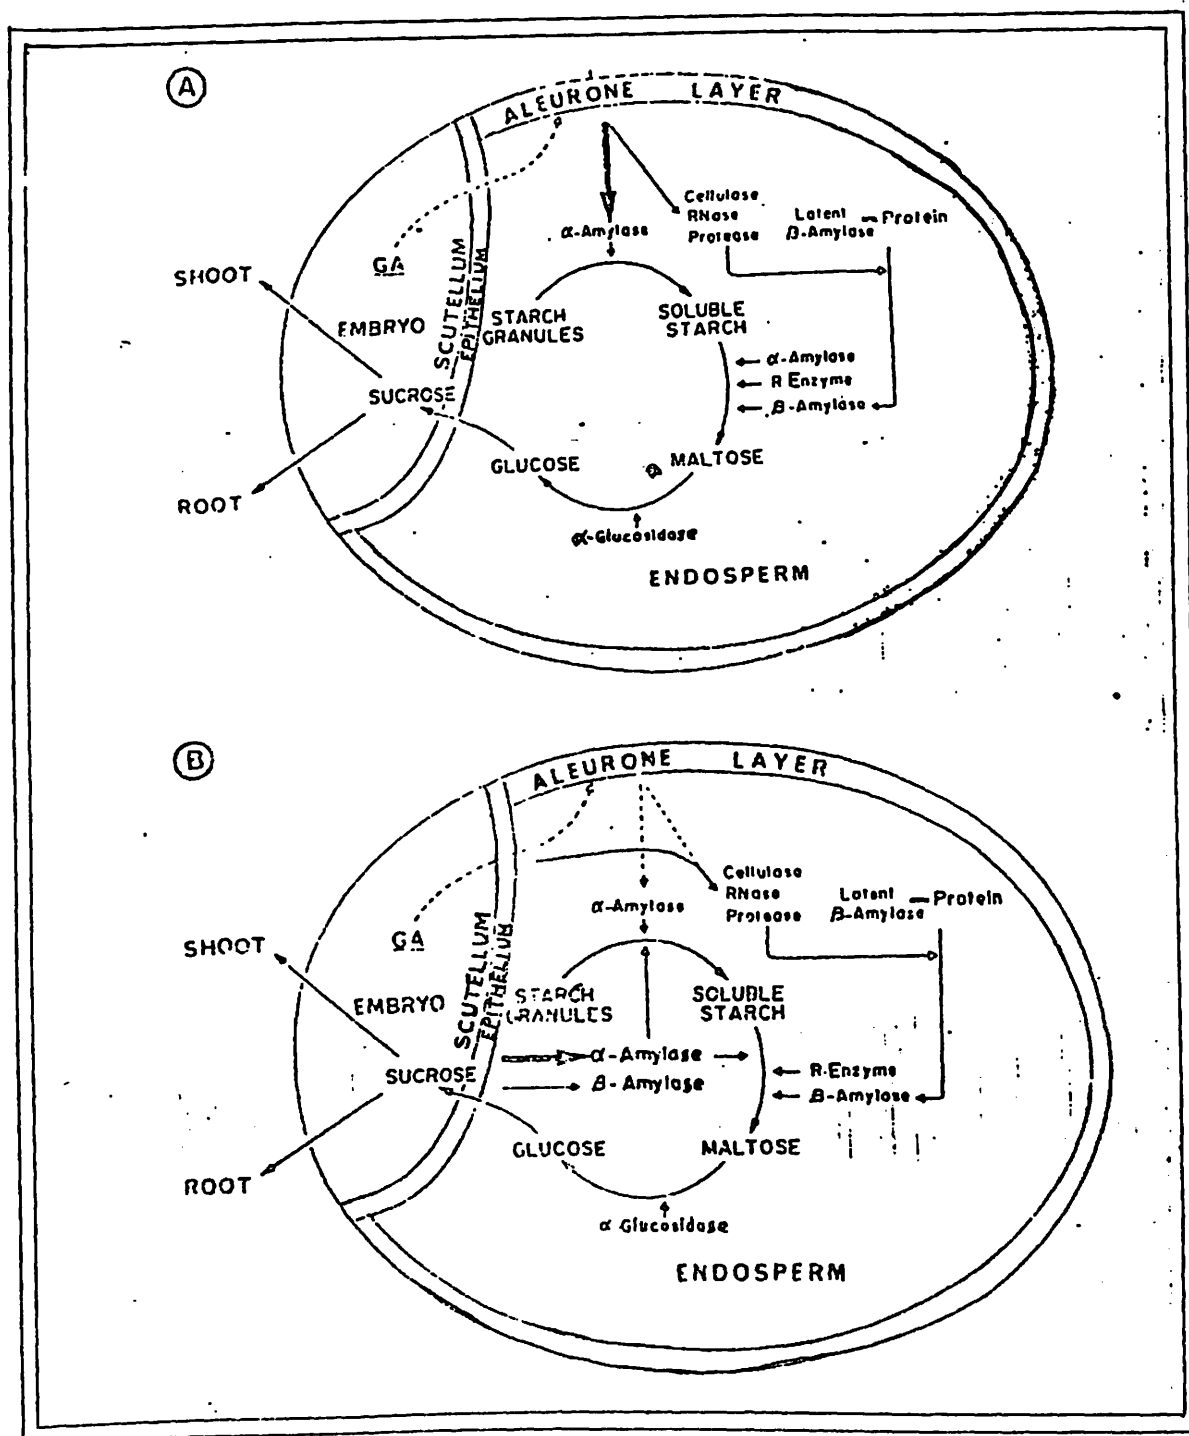 A
ALEURONE LAYER
Cellulase
RNase
Protease
Latent
β-Amylase
Protein
α-Amylase
GA
SHOOT
EMBRYO
SCUTELLUM
EPITHELIUM
STARCH
GRANULES
SOLUBLE
STARCH
α-Amylase
R Enzyme
β-Amylase
SUCROSE
GLUCOSE
MALTOSE
ROOT
α-Glucosidase
ENDOSPERM
B
ALEURONE LAYER
Cellulase
RNase
Protease
Latent
β-Amylase
Protein
α-Amylase
GA
SHOOT
EMBRYO
SCUTELLUM
EPITHELIUM
STARCH
GRANULES
SOLUBLE
STARCH
α-Amylase
β-Amylase
R.Enzyme
β-Amylase
SUCROSE
GLUCOSE
MALTOSE
ROOT
α Glucosidase
ENDOSPERM